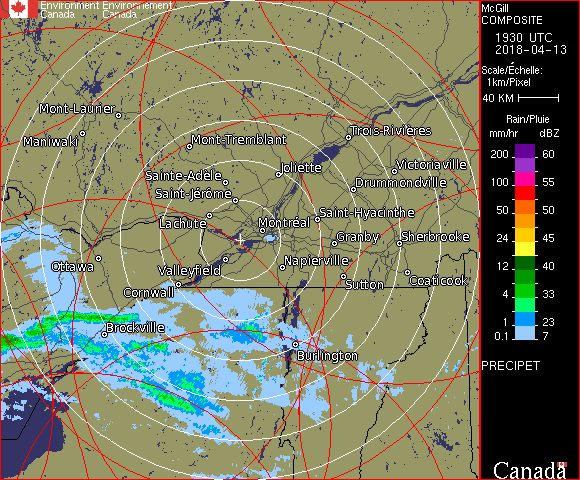 Environment Environnement
Canada Canada
McGill
COMPOSITE
1930 UTC
2018-04-13
Scale/Échelle:
1km/Pixel
40 KM
Rain/Pluie
mm/hr dBZ
200 60
150 57
100 55
50 50
24 45
12 40
4 33
1 23
0.1 7
PRECIPET
Canada
Mont-Laurier
Maniwaki
Mont-Tremblant
Trois-Rivières
Sainte-Adèle
Joliette
Victoriaville
Saint-Jérôme
Drummondville
Lachute
Montréal
Saint-Hyacinthe
Granby
Sherbrooke
Ottawa
Valleyfield
Napierville
Cornwall
Sutton
Coaticook
Brockville
Burlington